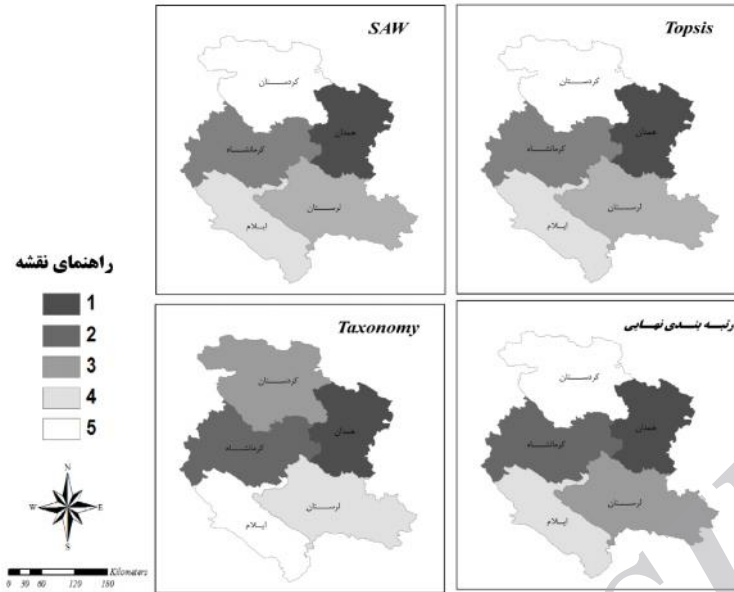 SAW
کردستان
همدان
کرمانشاه
لرستان
ایلام
Topsis
کردستان
همدان
کرمانشاه
لرستان
ایلام
راهنمای نقشه
1
2
3
4
5
Taxonomy
کردستان
همدان
کرمانشاه
لرستان
ایلام
رتبه بندی نهایی
کردستان
همدان
کرمانشاه
لرستان
ایلام
N
W E
S
Kilometers
0 30 60 120 180